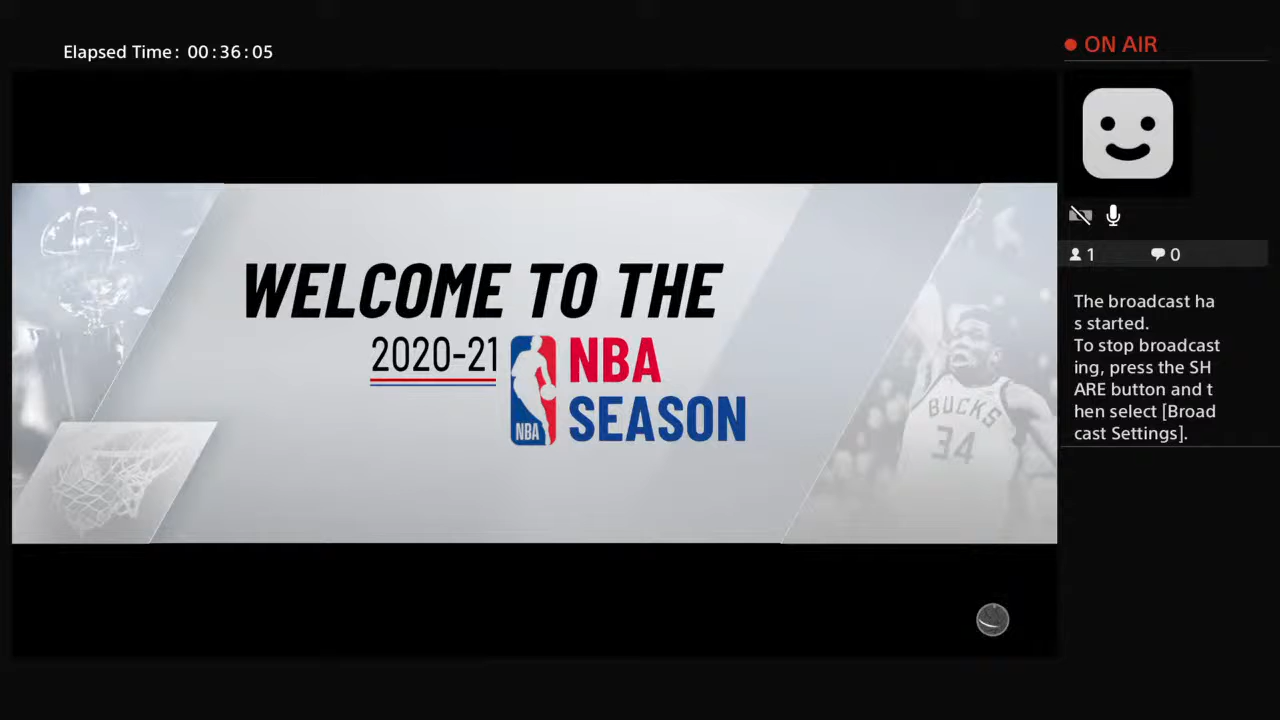 Elapsed Time: 00:36:05
ON AIR
WELCOME TO THE
2020-21
NBA
NBA
SEASON
BUCKS
34
1
0
The broadcast ha
s started.
To stop broadcast
ing, press the SH
ARE button and t
hen select [Broad
cast Settings].